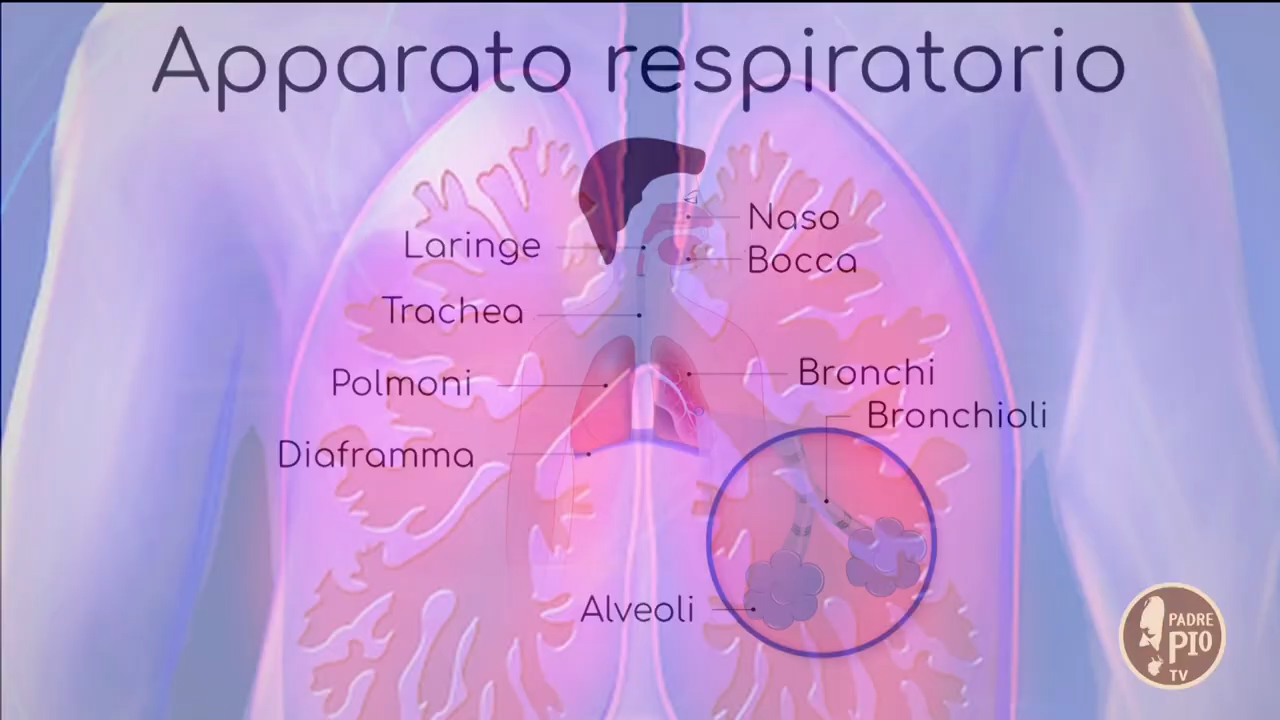 Apparato respiratorio
Naso
Laringe
Bocca
Trachea
Polmoni
Bronchi
Bronchioli
Diaframma
Alveoli
PADRE
PIO
TV